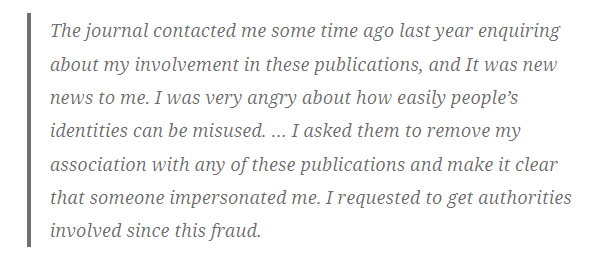 The journal contacted me some time ago last year enquiring
about my involvement in these publications, and It was new
news to me. I was very angry about how easily people’s
identities can be misused. … I asked them to remove my
association with any of these publications and make it clear
that someone impersonated me. I requested to get authorities
involved since this fraud.